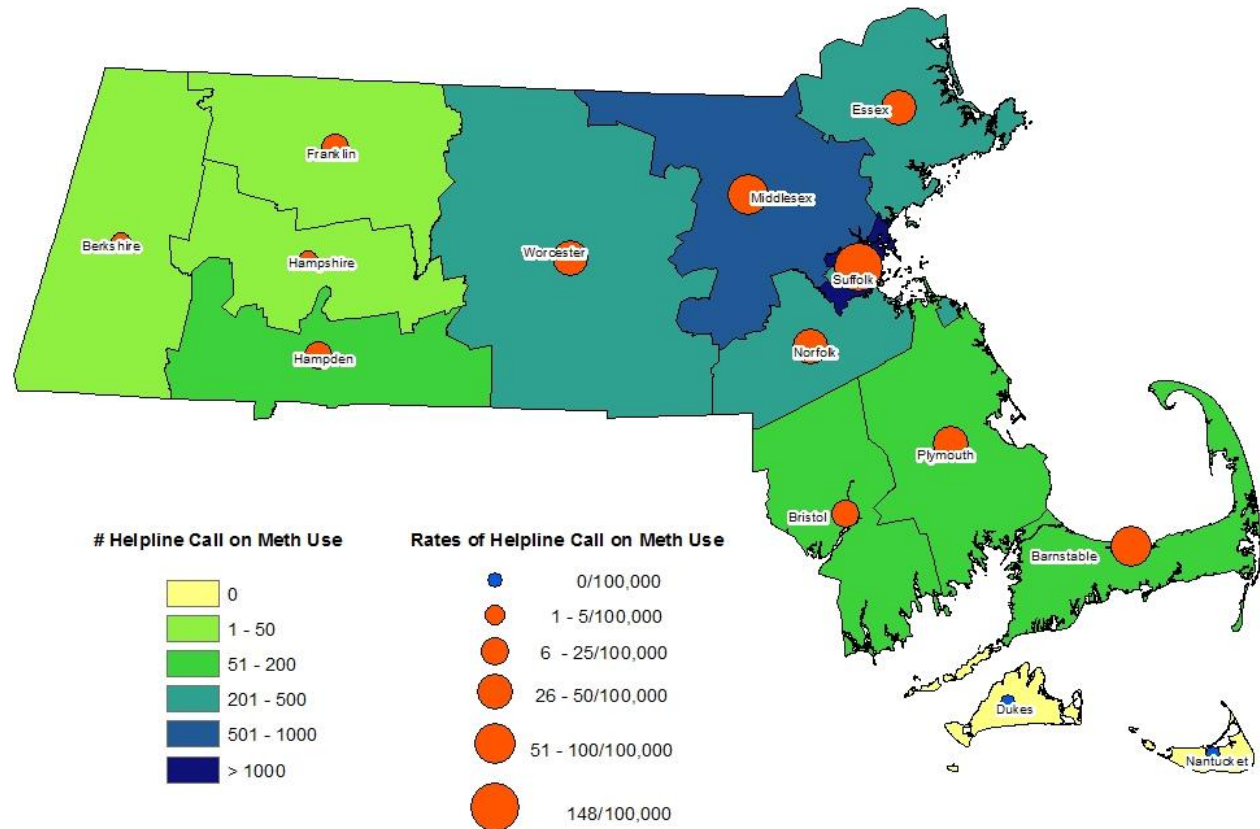 Essex
Franklin
Middlesex
Berkshire
Hampshire
Worcester
Suffolk
Hampden
Norfolk
Plymouth
Bristol
Barnstable
Dukes
Nantucket
# Helpline Call on Meth Use
0
1 - 50
51 - 200
201 - 500
501 - 1000
> 1000
Rates of Helpline Call on Meth Use
0/100,000
1 - 5/100,000
6 - 25/100,000
26 - 50/100,000
51 - 100/100,000
148/100,000